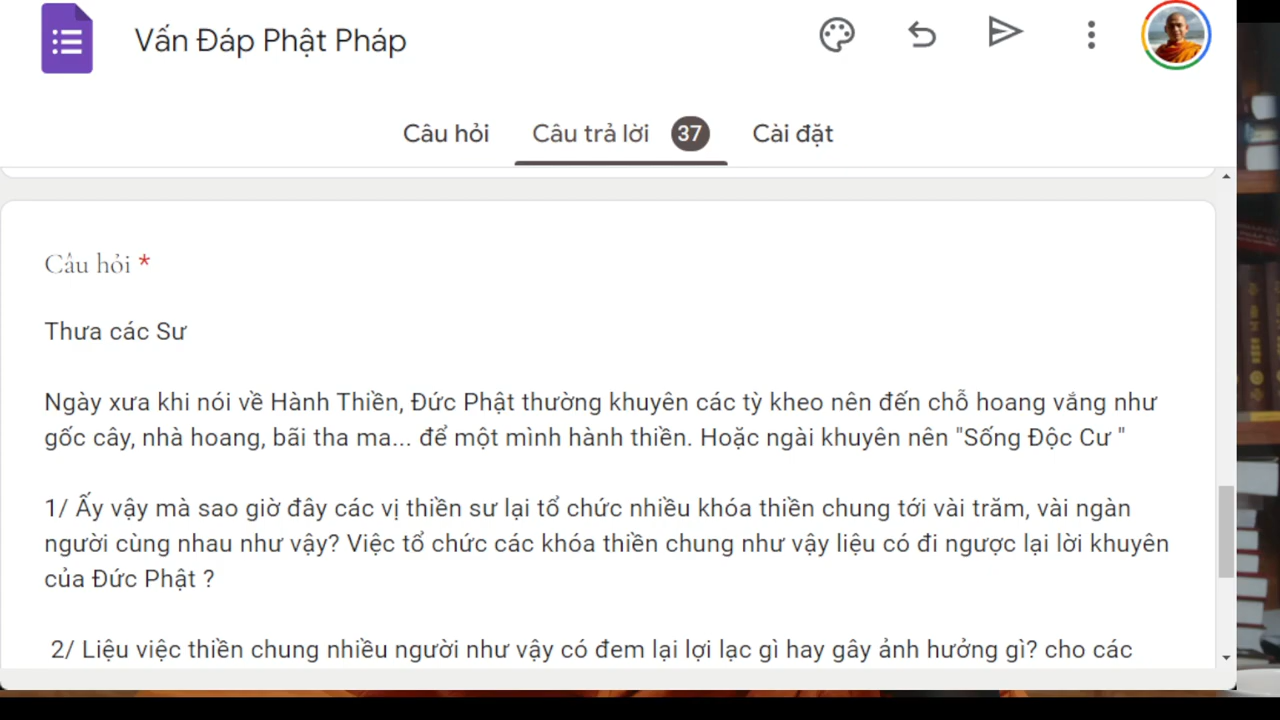 Vấn Đáp Phật Pháp
Câu hỏi
Câu trả lời 37
Cài đặt
Câu hỏi *
Thưa các Sư
Ngày xưa khi nói về Hành Thiền, Đức Phật thường khuyên các tỳ kheo nên đến chỗ hoang vắng như
gốc cây, nhà hoang, bãi tha ma... để một mình hành thiền. Hoặc ngài khuyên nên "Sống Độc Cư "
1/ Ấy vậy mà sao giờ đây các vị thiền sư lại tổ chức nhiều khóa thiền chung tới vài trăm, vài ngàn
người cùng nhau như vậy? Việc tổ chức các khóa thiền chung như vậy liệu có đi ngược lại lời khuyên
của Đức Phật ?
2/ Liệu việc thiền chung nhiều người như vậy có đem lại lợi lạc gì hay gây ảnh hưởng gì? cho các